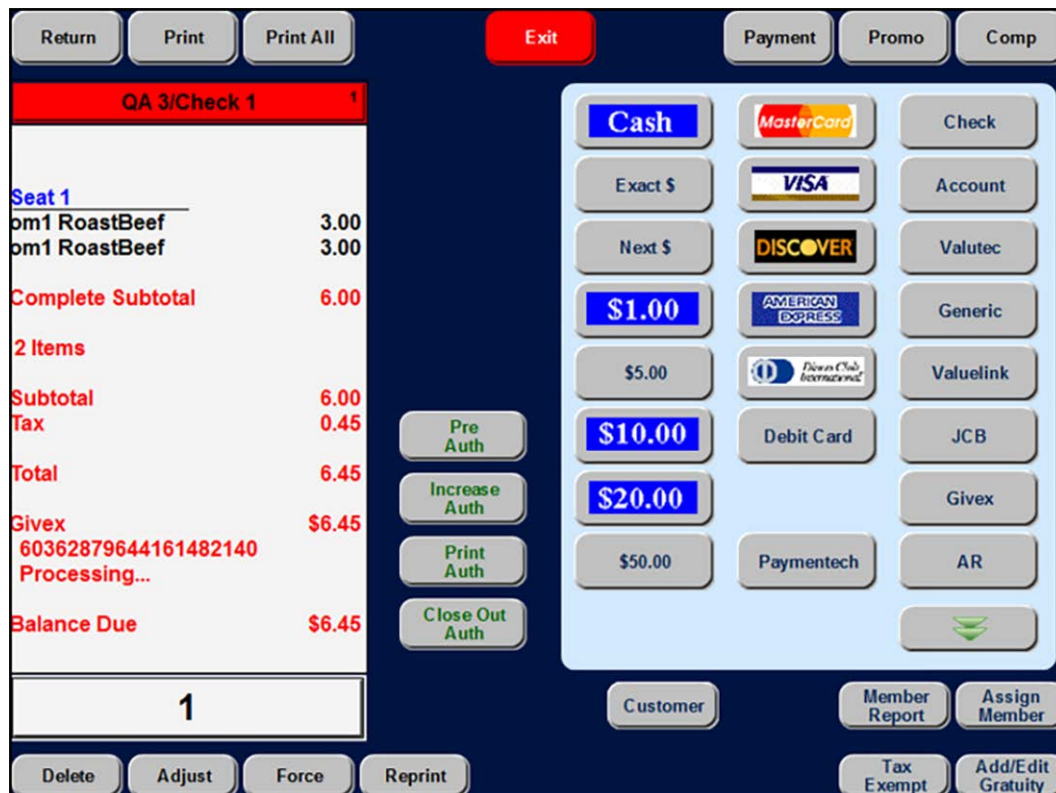 Return Print Print All Exit Payment Promo Comp
QA 3/Check 1 1
Seat 1
om1 RoastBeef 3.00
om1 RoastBeef 3.00
Complete Subtotal 6.00
2 Items
Subtotal 6.00
Tax 0.45
Total 6.45
Givex $6.45
60362879644161482140
Processing...
Balance Due $6.45
1
Pre
Auth
Increase
Auth
Print
Auth
Close Out
Auth
Cash MasterCard Check
Exact $ VISA Account
Next $ DISCOVER Valutec
$1.00 AMERICAN EXPRESS Generic
$5.00 Diners Club International Valuelink
$10.00 Debit Card JCB
$20.00 Givex
$50.00 Paymentech AR
Customer
Member
Report
Assign
Member
Delete Adjust Force Reprint
Tax
Exempt
Add/Edit
Gratuity